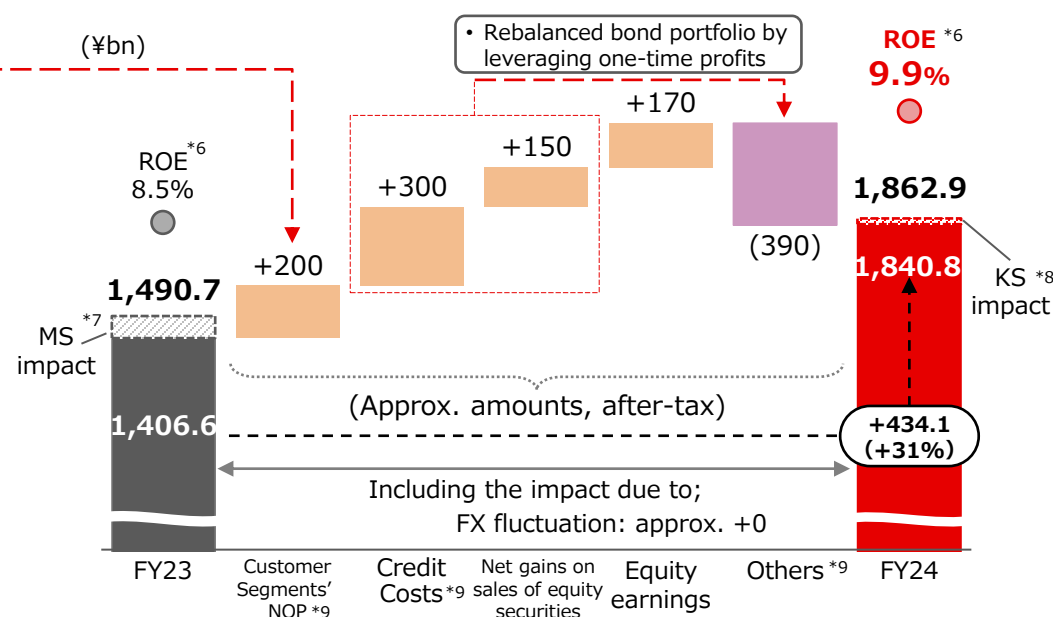 (¥bn)
• Rebalanced bond portfolio by
leveraging one-time profits
ROE *6
9.9%
+170
+150
ROE *6
8.5%
+300
1,862.9
(390)
+200
1,490.7
1,840.8
KS *8
impact
MS *7
impact
(Approx. amounts, after-tax)
1,406.6
+434.1
(+31%)
Including the impact due to;
FX fluctuation: approx. +0
FY23
Customer
Segments’
NOP *9
Credit
Costs *9
Net gains on
sales of equity
securities
Equity
earnings
Others *9
FY24